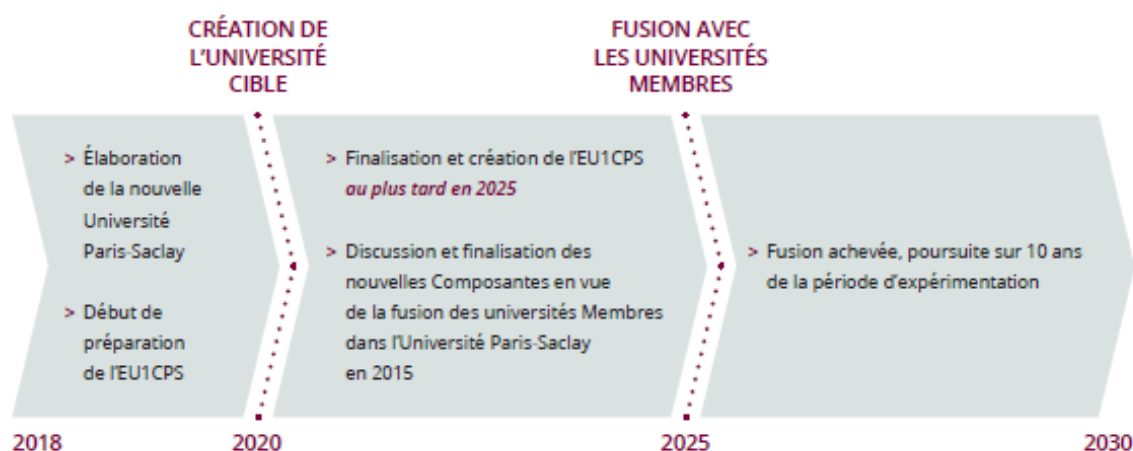 CRÉATION DE
L'UNIVERSITÉ
CIBLE
FUSION AVEC
LES UNIVERSITÉS
MEMBRES
> Élaboration
de la nouvelle
Université
Paris-Saclay
> Début de
préparation
de l'EU1CPS
> Finalisation et création de l'EU1CPS
au plus tard en 2025
> Discussion et finalisation des
nouvelles Composantes en vue
de la fusion des universités Membres
dans l'Université Paris-Saclay
en 2015
> Fusion achevée, poursuite sur 10 ans
de la période d'expérimentation
2018
2020
2025
2030